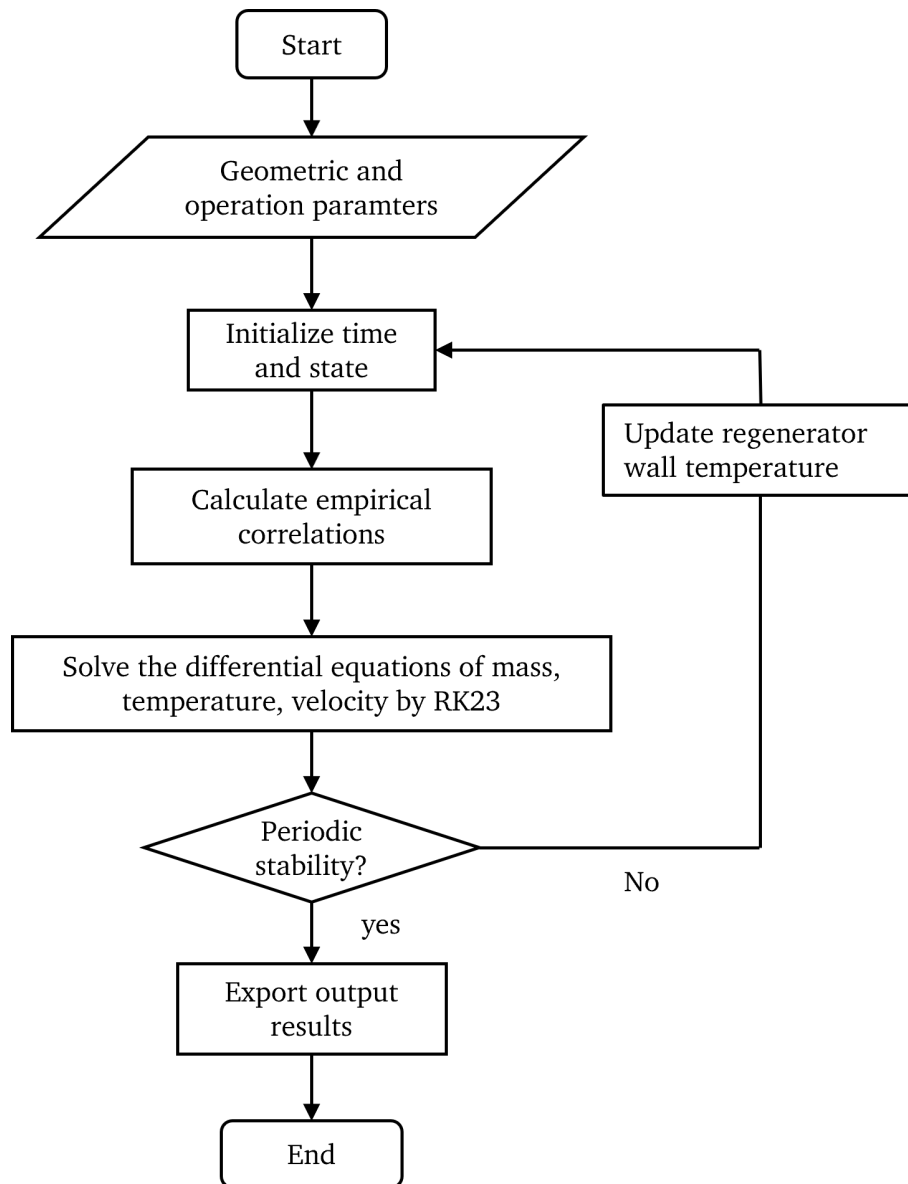 Start
Geometric and
operation paramters
Initialize time
and state
Update regenerator
wall temperature
Calculate empirical
correlations
Solve the differential equations of mass,
temperature, velocity by RK23
Periodic
stability?
No
yes
Export output
results
End